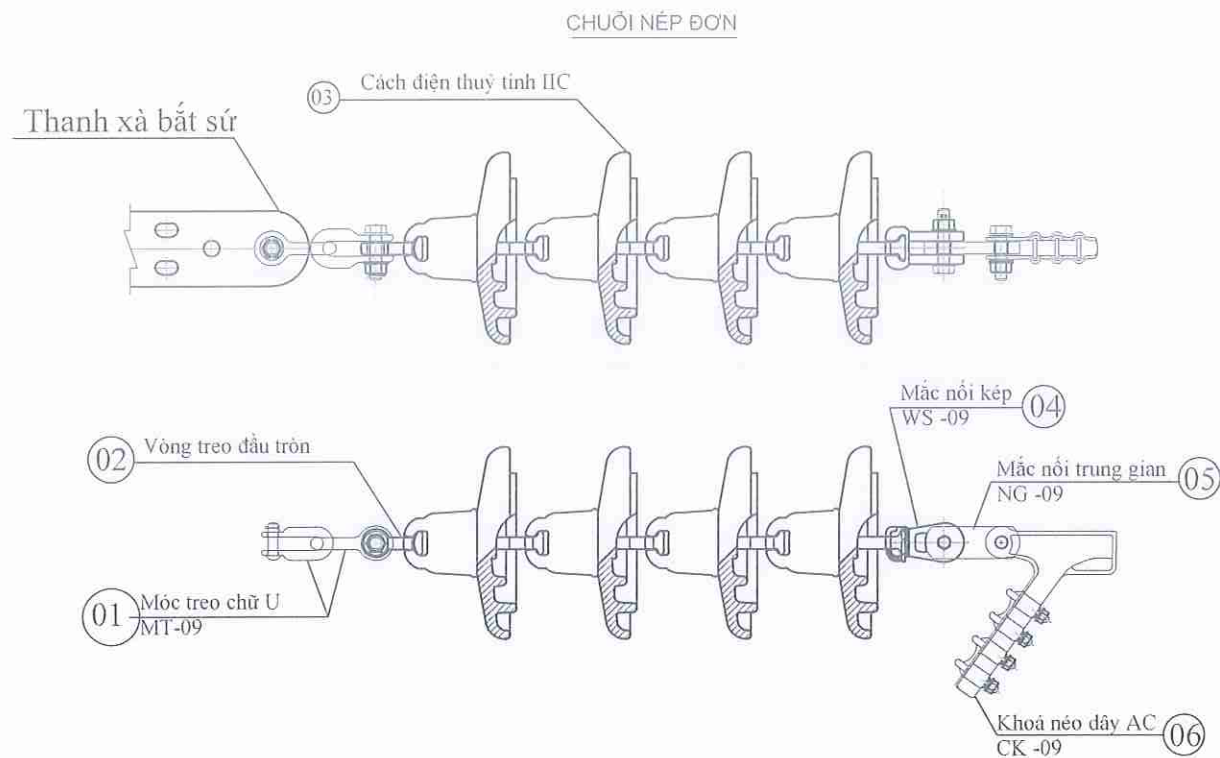 CHUỖI NÉP ĐƠN
03
Cách điện thuỷ tinh IIC
Thanh xà bắt sứ
Mắc nối kép
WS -09
04
02
Vòng treo đầu tròn
Mắc nối trung gian
NG -09
05
01
Móc treo chữ U
MT-09
Khoá néo dây AC
CK -09
06